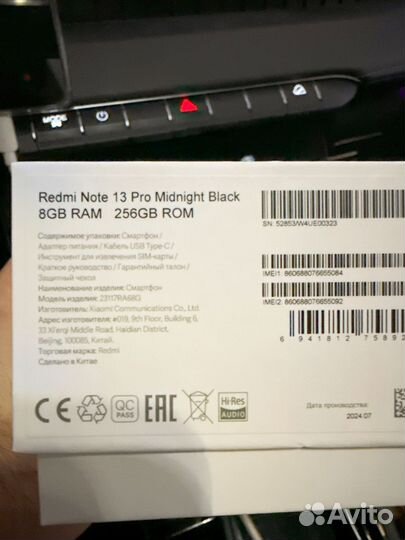 MODE
Redmi Note 13 Pro Midnight Black
8GB RAM 256GB ROM
Содержимое упаковки: Смартфон /
Адаптер питания / Кабель USB Type-C /
Инструмент для извлечения SIM-карты /
Краткое руководство / Гарантийный талон /
Защитный чехол
Наименование изделия: Смартфон
Модель изделия: 23117RA68G
Изготовитель: Xiaomi Communications Co., Ltd.
Адрес изготовителя: #019, 9th Floor, Building 6,
33 Xi'erqi Middle Road, Haidian District,
Beijing, 100085, Китай.
Торговая марка: Redmi
Сделано в Китае
SN: 52853/W4UE00323
IMEI1: 860688076655084
IMEI2: 860688076655092
6 941812 75892
CE
QC
PASS
EAC
Hi-Res
AUDIO
Дата производства:
2024.07
Avito